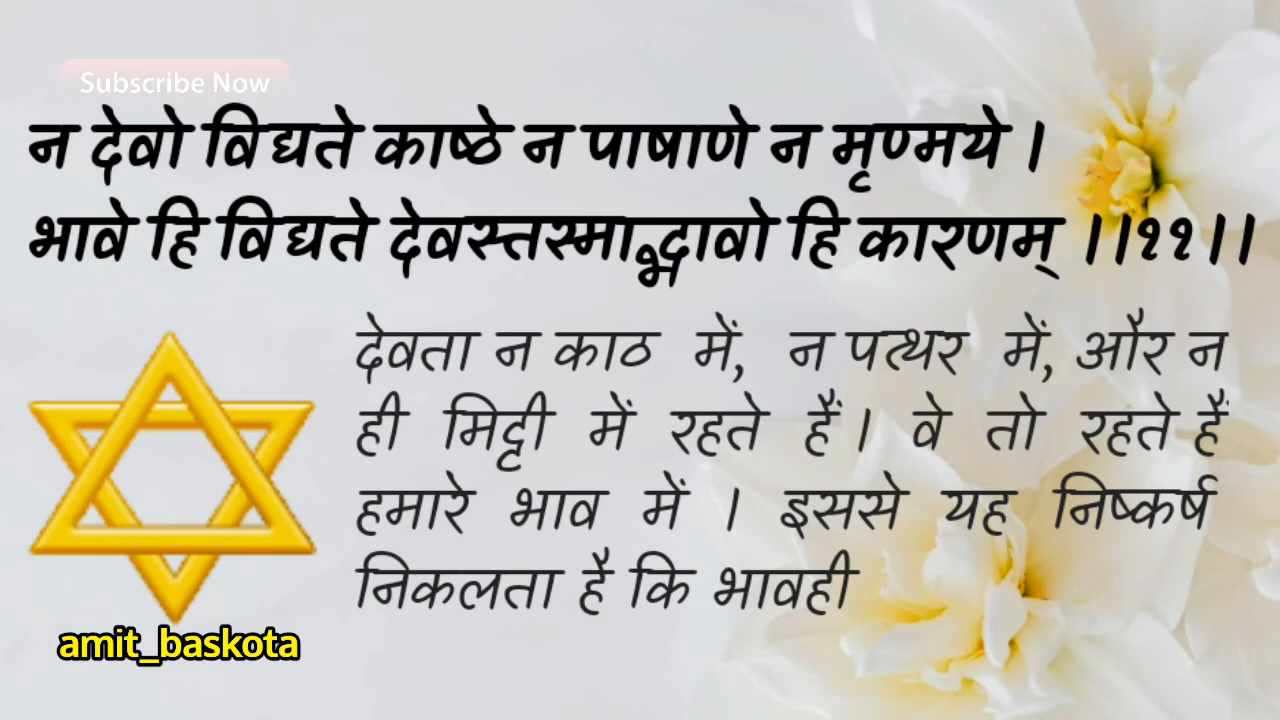 Subscribe Now
न देवो विद्यते काष्ठे न पाषाणे न मृण्मये ।
भावे हि विद्यते देवस्तस्माद्भावो हि कारणम् ।।११।।
देवता न काठ में, न पत्थर में, और न
ही मिट्टी में रहते हैं। वे तो रहते हैं
हमारे भाव में । इससे यह निष्कर्ष
निकलता है कि भावही
amit_baskota